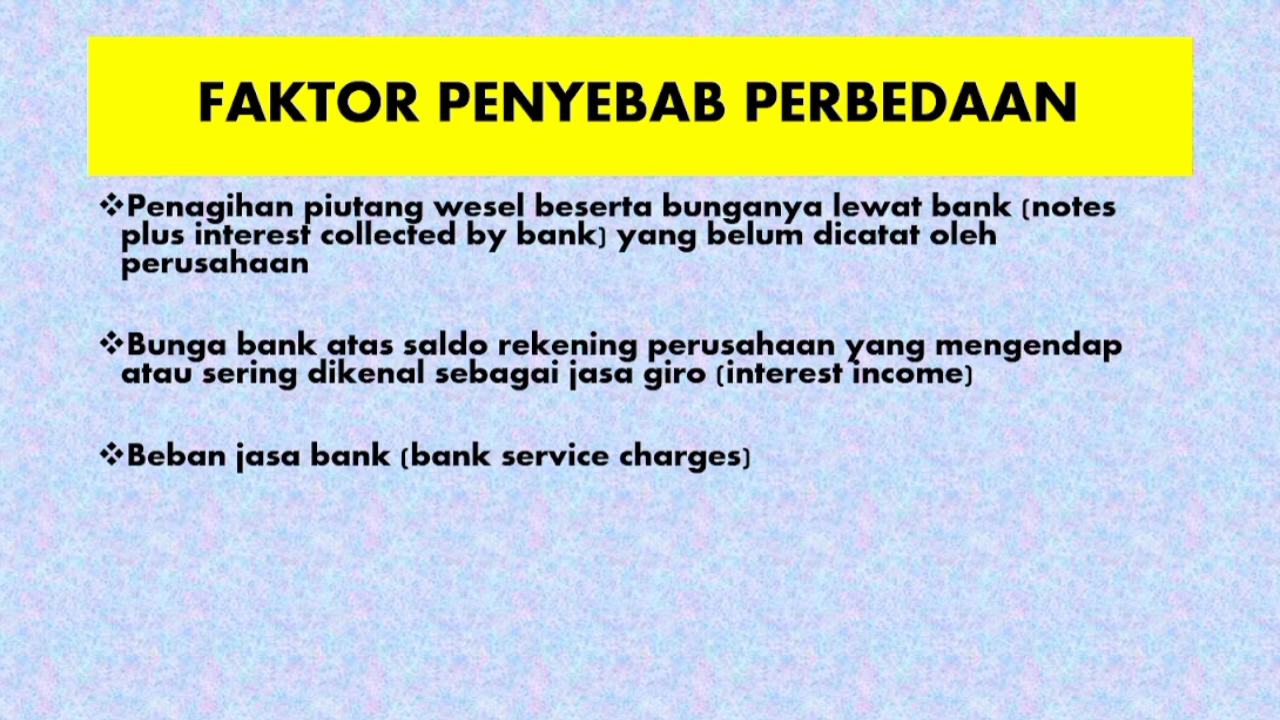 FAKTOR PENYEBAB PERBEDAAN
❖Penagihan piutang wesel beserta bunganya lewat bank (notes
plus interest collected by bank) yang belum dicatat oleh
perusahaan
❖Bunga bank atas saldo rekening perusahaan yang mengendap
atau sering dikenal sebagai jasa giro (interest income)
❖Beban jasa bank (bank service charges)